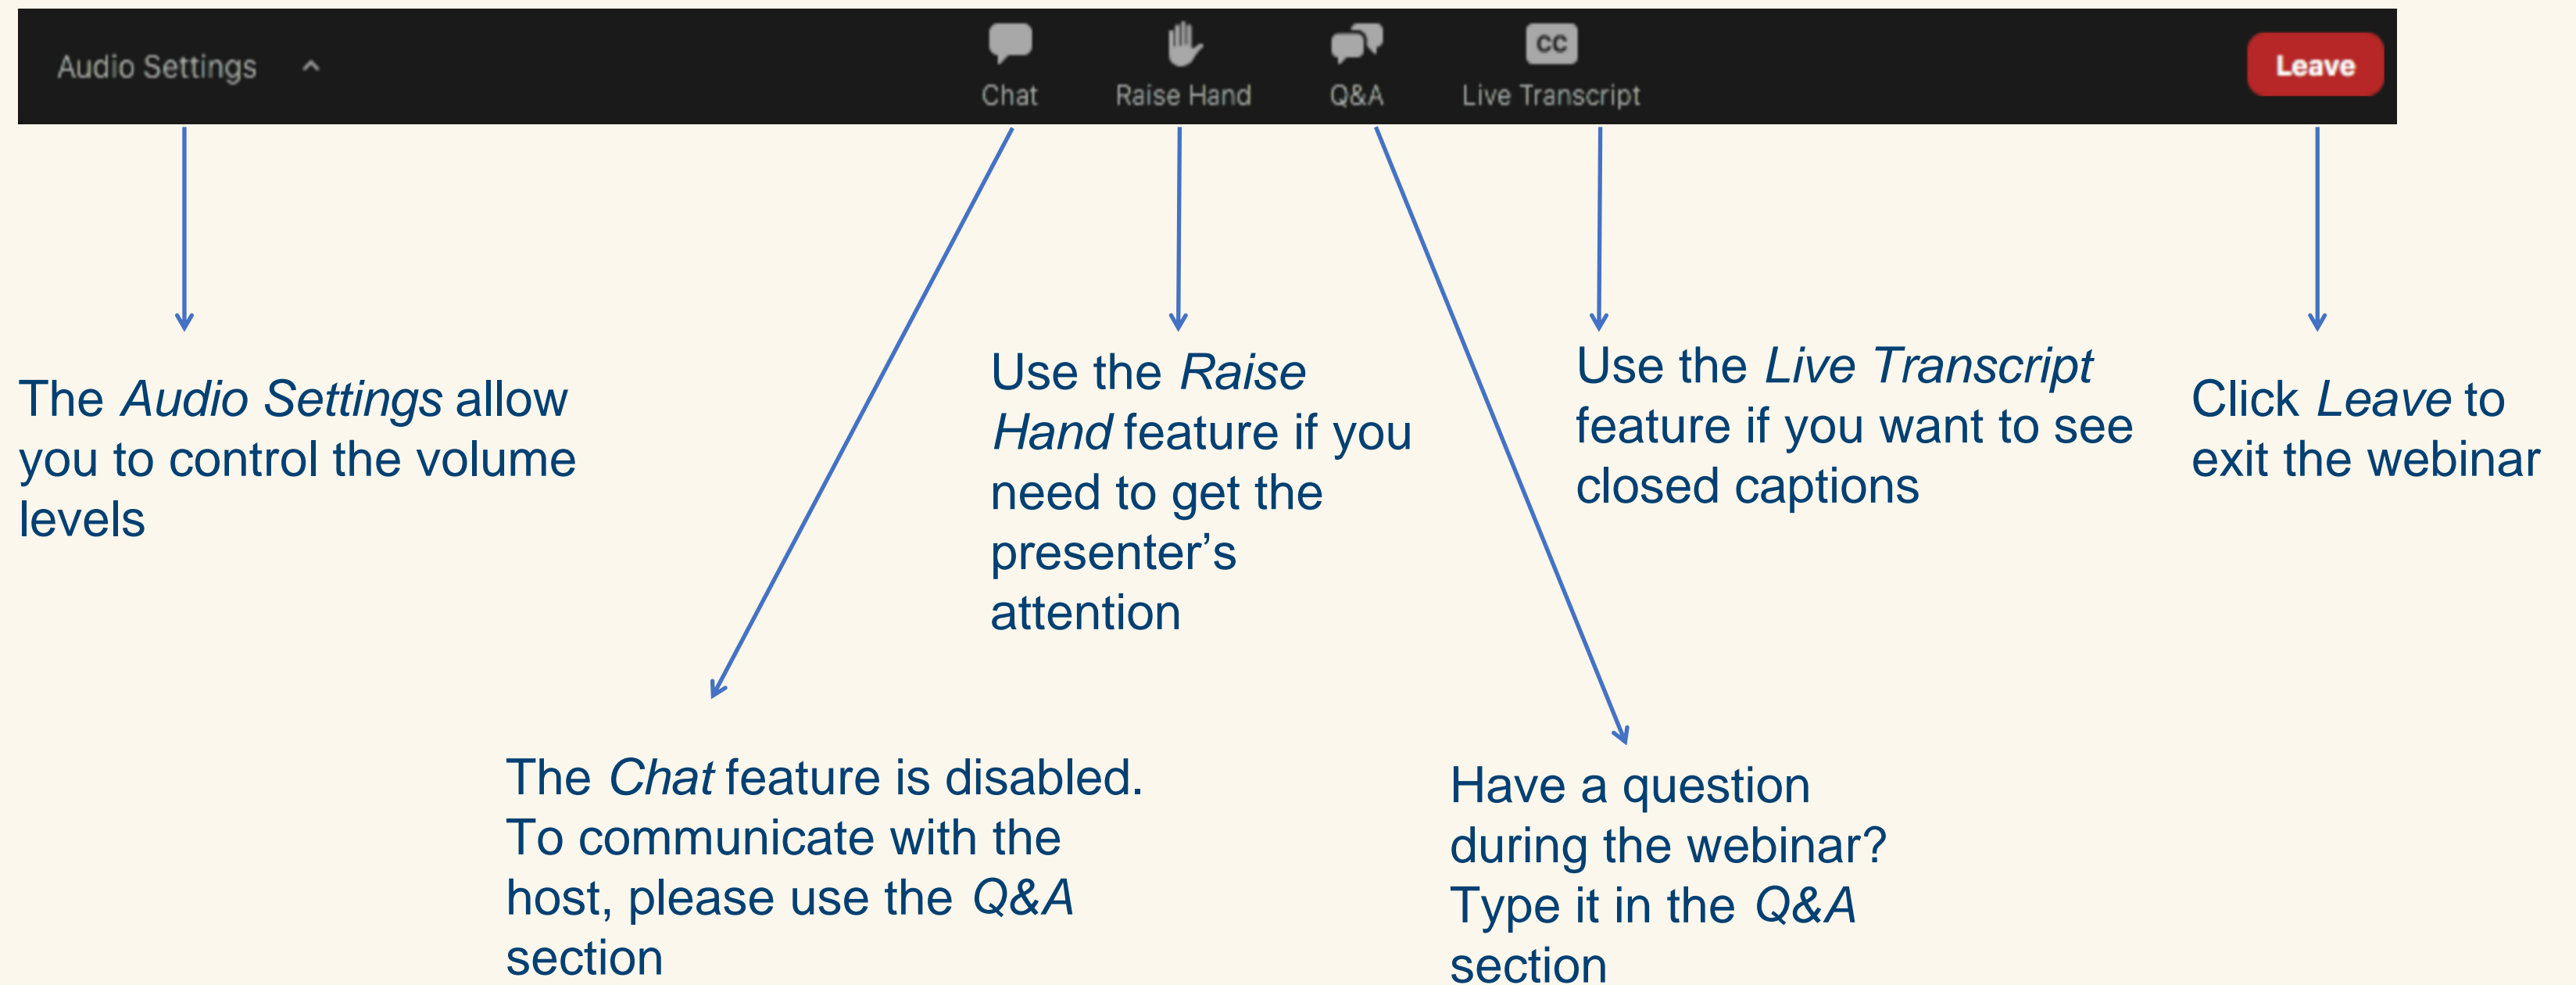 Audio Settings
Chat
Raise Hand
Q&A
CC
Live Transcript
Leave
The Audio Settings allow
you to control the volume
levels
Use the Raise
Hand feature if you
need to get the
presenter’s
attention
Use the Live Transcript
feature if you want to see
closed captions
Click Leave to
exit the webinar
The Chat feature is disabled.
To communicate with the
host, please use the Q&A
section
Have a question
during the webinar?
Type it in the Q&A
section